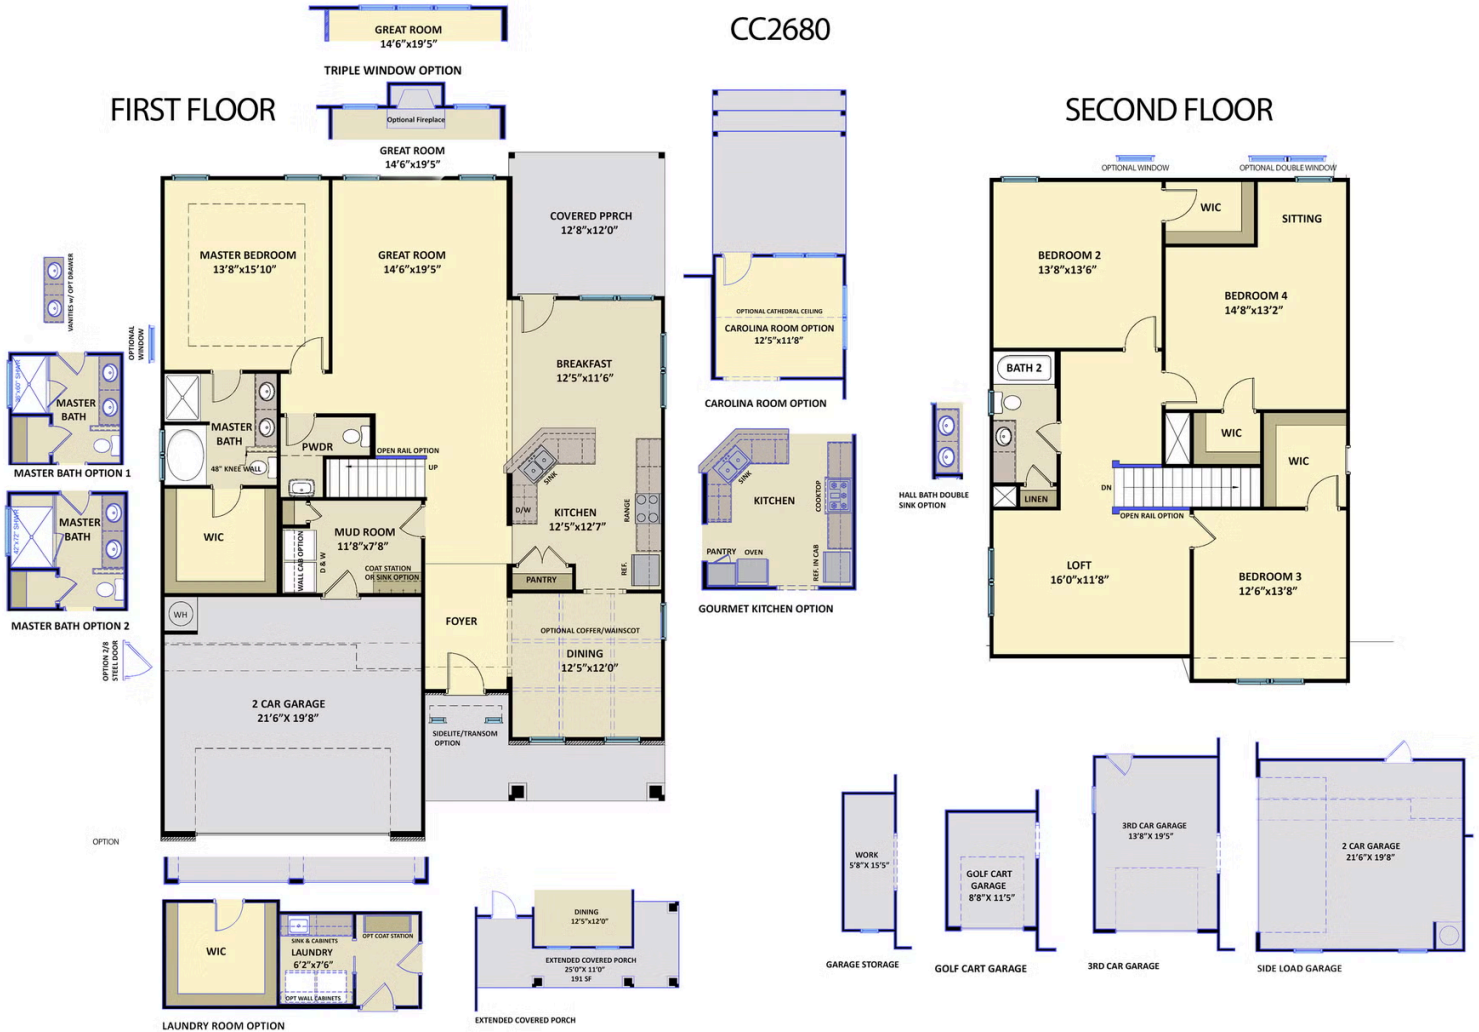 CC2680
GREAT ROOM
14'6"x19'5"
TRIPLE WINDOW OPTION
FIRST FLOOR
Optional Fireplace
GREAT ROOM
14'6"x19'5"
MASTER BEDROOM
13'8"x15'10"
GREAT ROOM
14'6"x19'5"
COVERED PPRCH
12'8"x12'0"
VANITIES w/ OPT DRAWER
OPTIONAL
WINDOW
BREAKFAST
12'5"x11'6"
MASTER
BATH
MASTER BATH OPTION 1
42"x72" SHWR
MASTER
BATH
MASTER BATH OPTION 2
MASTER
BATH
48" KNEE WALL
PWDR
OPEN RAIL OPTION
UP
SINK
D/W
KITCHEN
12'5"x12'7"
RANGE
REF.
PANTRY
WIC
MUD ROOM
11'8"x7'8"
WALL CAB OPTION
D & W
COAT STATION
OR SINK OPTION
WH
FOYER
OPTIONAL COFFER/WAINSCOT
DINING
12'5"x12'0"
OPTION 2/8
STEEL DOOR
2 CAR GARAGE
21'6"X 19'8"
SIDELITE/TRANSOM
OPTION
OPTION
WIC
SINK & CABINETS
LAUNDRY
6'2"x7'6"
OPT WALL CABINETS
OPT COAT STATION
LAUNDRY ROOM OPTION
DINING
12'5"x12'0"
EXTENDED COVERED PORCH
25'0"X 11'0"
191 SF
EXTENDED COVERED PORCH
OPTIONAL CATHEDRAL CEILING
CAROLINA ROOM OPTION
12'5"x11'8"
CAROLINA ROOM OPTION
SINK
KITCHEN
COOKTOP
PANTRY
OVEN
REF. IN CAB
GOURMET KITCHEN OPTION
SECOND FLOOR
OPTIONAL WINDOW
OPTIONAL DOUBLE WINDOW
WIC
SITTING
BEDROOM 2
13'8"x13'6"
BEDROOM 4
14'8"x13'2"
BATH 2
WIC
WIC
HALL BATH DOUBLE
SINK OPTION
LINEN
DN
OPEN RAIL OPTION
LOFT
16'0"x11'8"
BEDROOM 3
12'6"x13'8"
WORK
5'8"X 15'5"
GARAGE STORAGE
GOLF CART
GARAGE
8'8"X 11'5"
GOLF CART GARAGE
3RD CAR GARAGE
13'8"X 19'5"
3RD CAR GARAGE
2 CAR GARAGE
21'6"X 19'8"
SIDE LOAD GARAGE